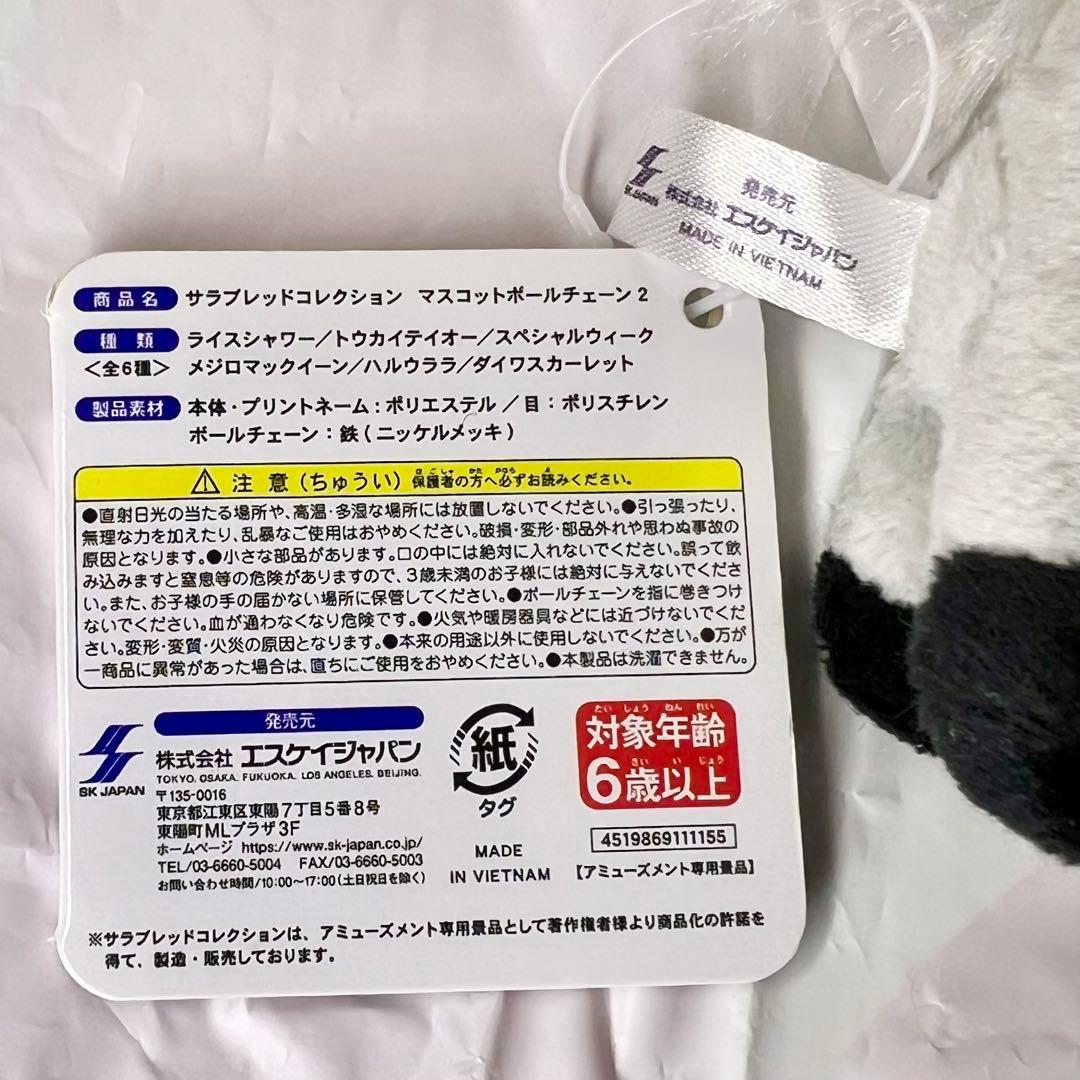 SK JAPAN
発売元
株式会社 エスケイジャパン
MADE IN VIETNAM
商品名 サラブレッドコレクション マスコットボールチェーン2
種類 ライスシャワー／トウカイテイオー／スペシャルウィーク
＜全6種＞ メジロマックイーン／ハルウララ／ダイワスカーレット
製品素材 本体・プリントネーム：ポリエステル／目：ポリスチレン
ボールチェーン：鉄(ニッケルメッキ)
⚠ 注意(ちゅうい) 保護者の方へ必ずお読みください。
ほごしゃ かた かなら よ
●直射日光の当たる場所や、高温・多湿な場所には放置しないでください。●引っ張ったり、
無理な力を加えたり、乱暴なご使用はおやめください。破損・変形・部品外れや思わぬ事故の
原因となります。●小さな部品があります。口の中には絶対に入れないでください。誤って飲
み込みますと窒息等の危険がありますので、3歳未満のお子様には絶対に与えないでくださ
い。また、お子様の手の届かない場所に保管してください。●ボールチェーンを指に巻きつけ
ないでください。血が通わなくなり危険です。●火気や暖房器具などには近づけないでくだ
さい。変形・変質・火災の原因となります。●本来の用途以外に使用しないでください。●万が
一商品に異常があった場合は、直ちにご使用をおやめください。●本製品は洗濯できません。
発売元
SK JAPAN
株式会社 エスケイジャパン
TOKYO. OSAKA. FUKUOKA. LOS ANGELES. BEIJING.
〒135-0016
東京都江東区東陽7丁目5番8号
東陽町MLプラザ3F
ホームページ https://www.sk-japan.co.jp/
TEL/03-6660-5004 FAX/03-6660-5003
お問い合わせ時間/10:00〜17:00(土日祝日を除く)
紙
タグ
MADE
IN VIETNAM
たいしょう ねんれい
対象年齢
さい いじょう
6歳以上
4519869111155
【アミューズメント専用景品】
※サラブレッドコレクションは、アミューズメント専用景品として著作権者様より商品化の許諾を
得て、製造・販売しております。